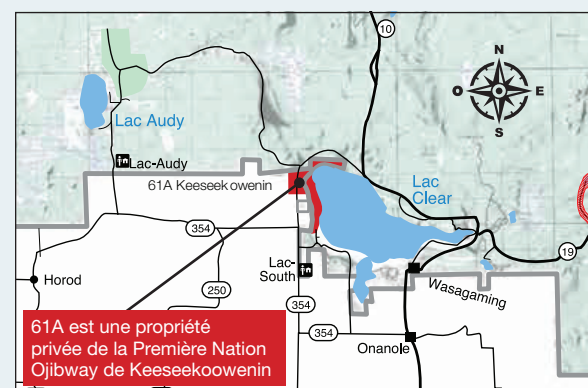 10
N
O
E
S
Lac Audy
Lac-Audy
61A Keeseekowenin
Lac
Clear
354
19
Lac-
South
Horod
250
Wasagaming
354
354
Onanole
61A est une propriété
privée de la Première Nation
Ojibway de Keeseekoowenin